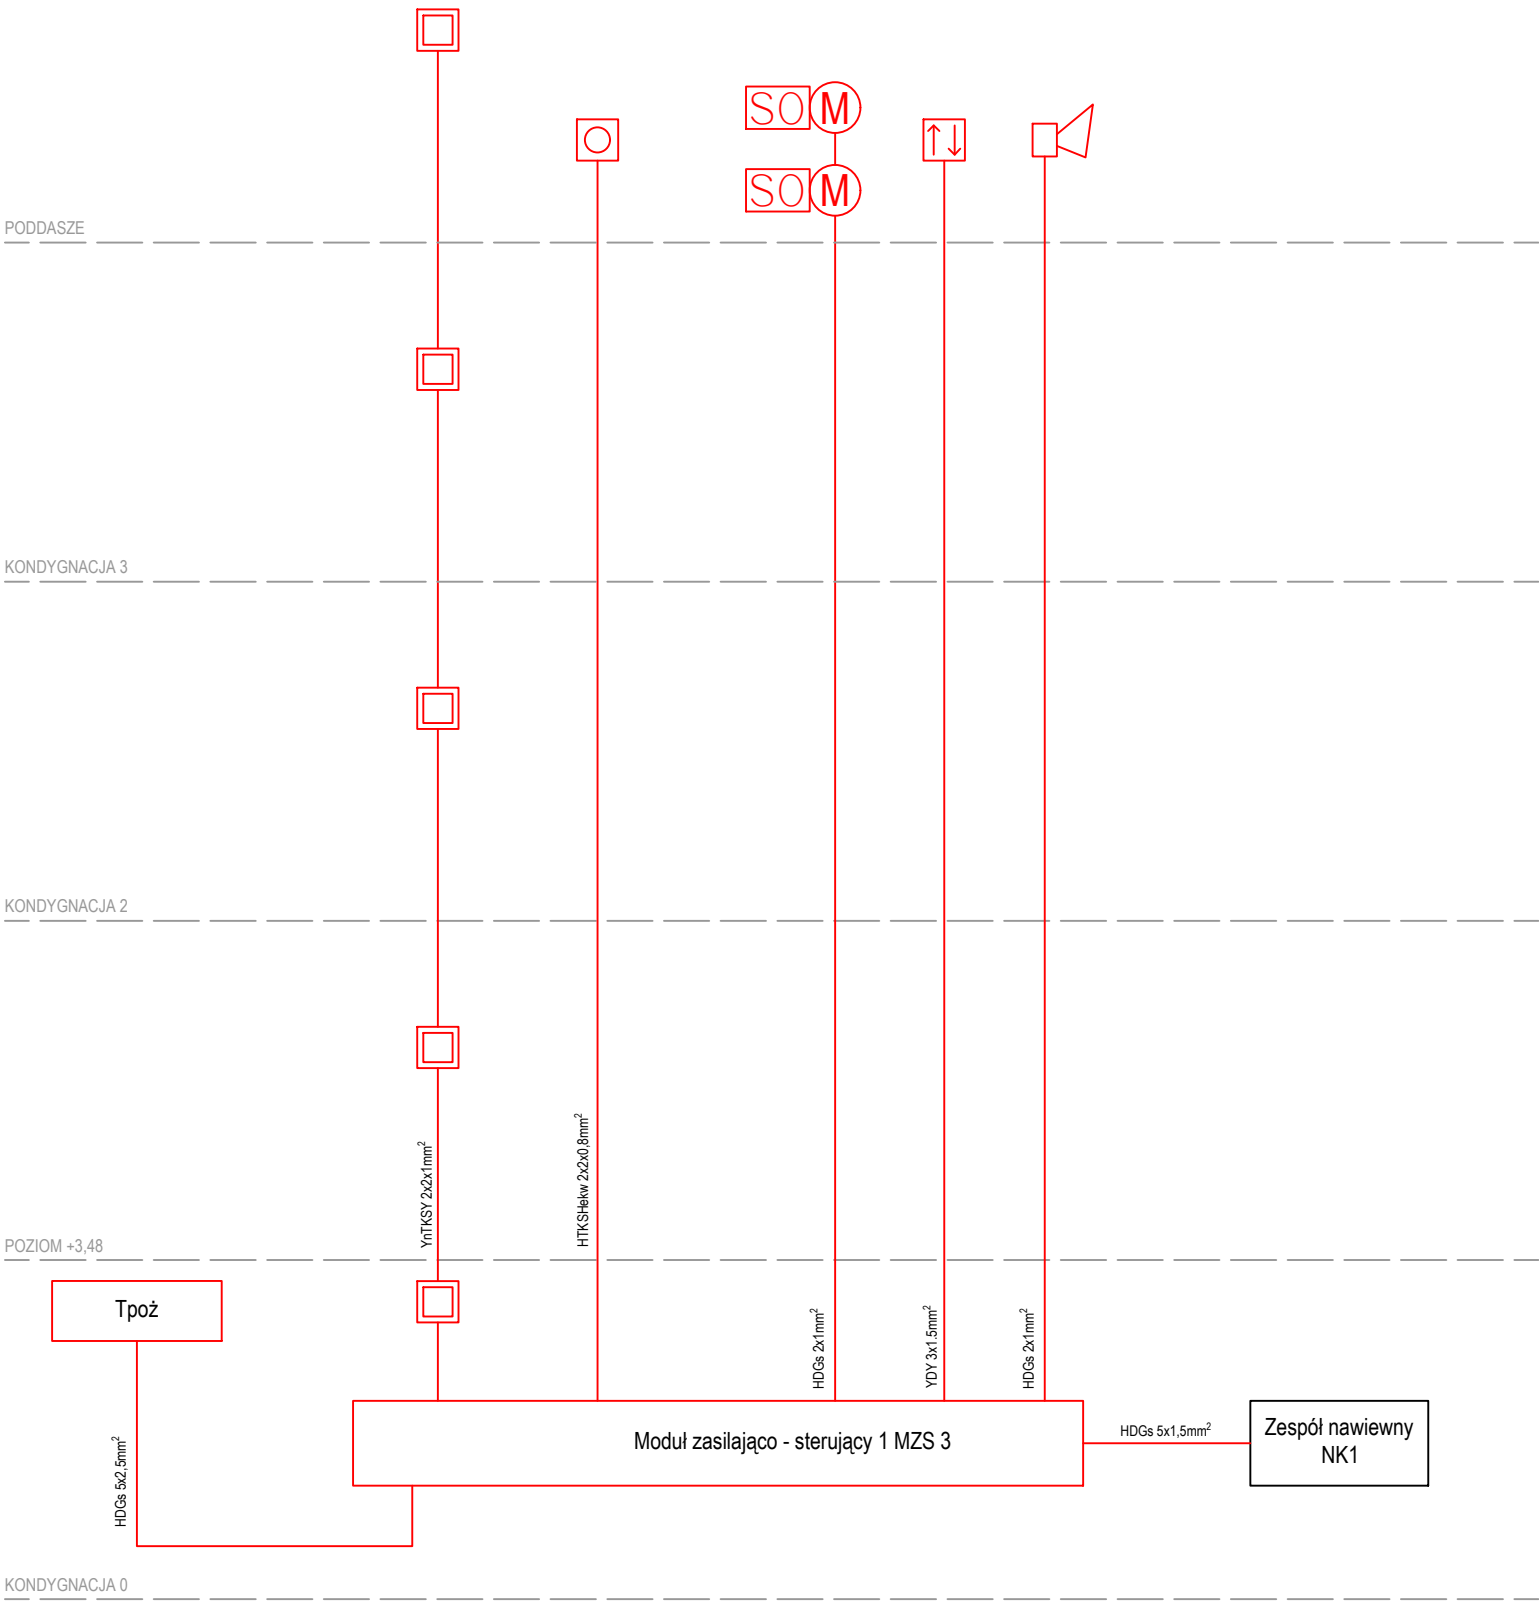 SO M
SO M
PODDASZE
KONDYGNACJA 3
KONDYGNACJA 2
YnTKSY 2x2x1mm²
HTKSHekw 2x2x0,8mm²
POZIOM +3,48
Tpoż
HDGs 2x1mm²
YDY 3x1.5mm²
HDGs 2x1mm²
HDGs 5x2,5mm²
Moduł zasilająco - sterujący 1 MZS 3
HDGs 5x1,5mm²
Zespół nawiewny
NK1
KONDYGNACJA 0